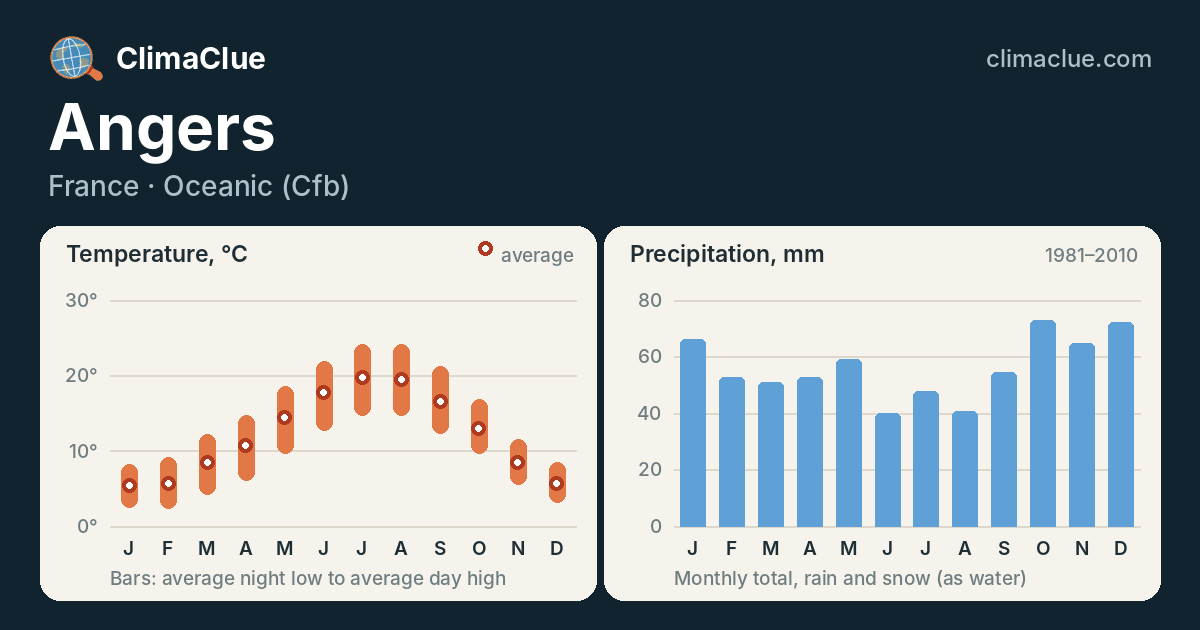 ClimaClue
climaclue.com
Angers
France · Oceanic (Cfb)
Temperature, °C
average
30°
20°
10°
0°
J F M A M J J A S O N D
Bars: average night low to average day high
Precipitation, mm
1981–2010
80
60
40
20
0
J F M A M J J A S O N D
Monthly total, rain and snow (as water)